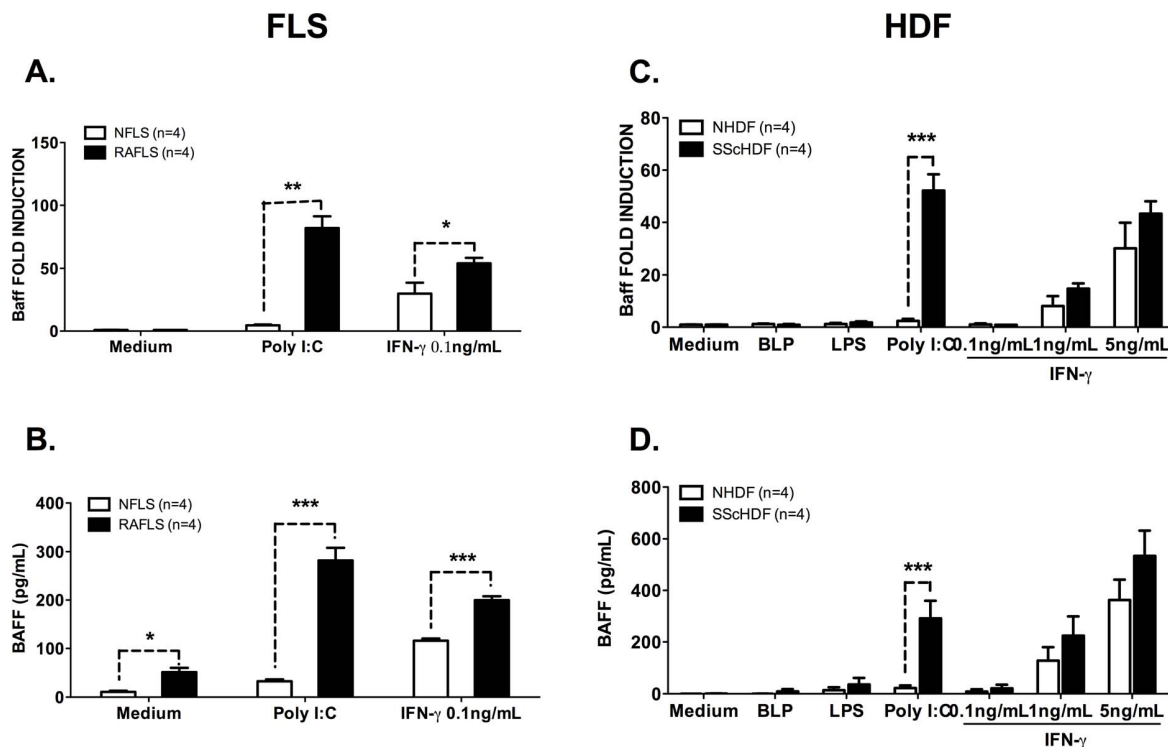 FLS
HDF
A.
Baff FOLD INDUCTION
150
100
50
0
NFLS (n=4)
RAFLS (n=4)
**
*
Medium
Poly I:C
IFN-γ 0.1ng/mL
C.
Baff FOLD INDUCTION
80
60
40
20
0
NHDF (n=4)
SScHDF (n=4)
***
Medium
BLP
LPS
Poly I:C
0.1ng/mL
1ng/mL
5ng/mL
IFN-γ
B.
BAFF (pg/mL)
400
300
200
100
0
NFLS (n=4)
RAFLS (n=4)
*
***
***
Medium
Poly I:C
IFN-γ 0.1ng/mL
D.
BAFF (pg/mL)
800
600
400
200
0
NHDF (n=4)
SScHDF (n=4)
***
Medium
BLP
LPS
Poly I:C
0.1ng/mL
1ng/mL
5ng/mL
IFN-γ